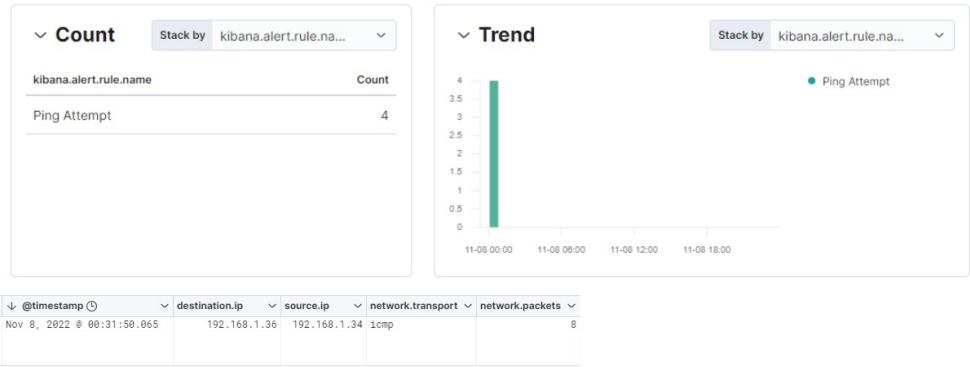 Count
Stack by kibana.alert.rule.na...
kibana.alert.rule.name Count
Ping Attempt 4
Trend
Stack by kibana.alert.rule.na...
4
3.5
3
2.5
2
1.5
1
0.5
0
11-08 00:00 11-08 06:00 11-08 12:00 11-08 18:00
Ping Attempt
@timestamp destination.ip source.ip network.transport network.packets
Nov 8, 2022 @ 00:31:50.065 192.168.1.36 192.168.1.34 icmp 8